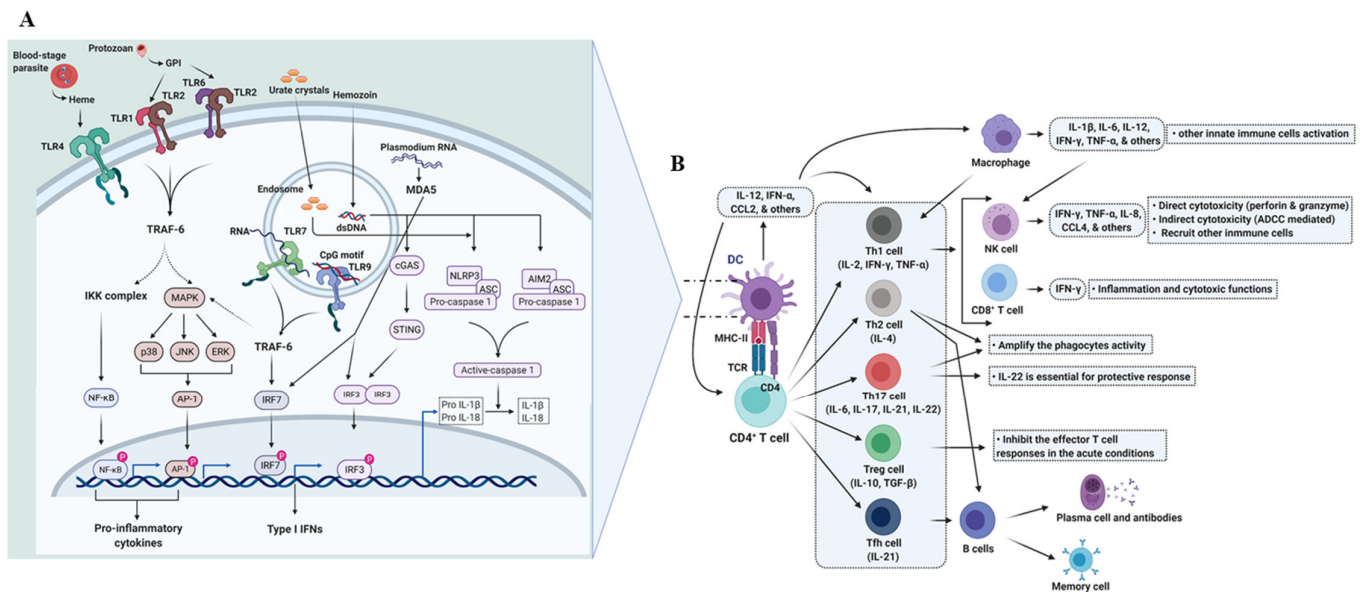 A
Blood-stage
parasite
Heme
TLR4
Protozoan
GPI
TLR1
TLR2
TLR6
TLR2
Urate crystals
Hemozoin
Plasmodium RNA
MDA5
Endosome
dsDNA
RNA
TLR7
CpG motif
TLR9
TRAF-6
IKK complex
MAPK
p38
JNK
ERK
TRAF-6
cGAS
STING
NLRP3
ASC
Pro-caspase 1
AIM2
ASC
Pro-caspase 1
Active-caspase 1
NF-κB
AP-1
IRF7
IRF3
IRF3
Pro IL-1β
Pro IL-18
IL-1β
IL-18
NF-κB
P
AP-1
P
IRF7
P
IRF3
P
Pro-inflammatory
cytokines
Type I IFNs
B
IL-12, IFN-α,
CCL2, & others
DC
MHC-II
TCR
CD4
CD4⁺ T cell
Th1 cell
(IL-2, IFN-γ, TNF-α)
Th2 cell
(IL-4)
Th17 cell
(IL-6, IL-17, IL-21, IL-22)
Treg cell
(IL-10, TGF-β)
Tfh cell
(IL-21)
Macrophage
IL-1β, IL-6, IL-12,
IFN-γ, TNF-α, & others
• other innate immune cells activation
NK cell
IFN-γ, TNF-α, IL-8,
CCL4, & others
• Direct cytotoxicity (perforin & granzyme)
• Indirect cytotoxicity (ADCC mediated)
• Recruit other inmmune cells
CD8⁺ T cell
IFN-γ
• Inflammation and cytotoxic functions
• Amplify the phagocytes activity
• IL-22 is essential for protective response
• Inhibit the effector T cell
responses in the acute conditions
B cells
Plasma cell and antibodies
Memory cell